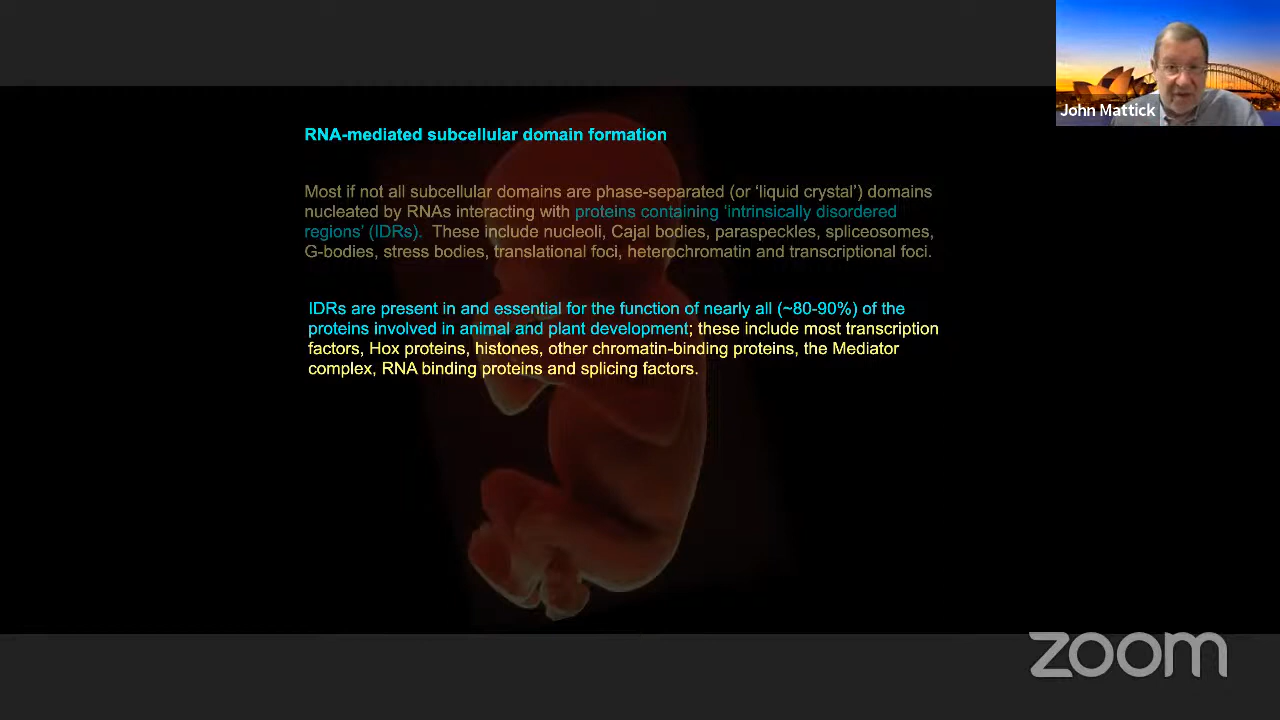 John Mattick
RNA-mediated subcellular domain formation
Most if not all subcellular domains are phase-separated (or ‘liquid crystal’) domains
nucleated by RNAs interacting with proteins containing ‘intrinsically disordered
regions’ (IDRs).  These include nucleoli, Cajal bodies, paraspeckles, spliceosomes,
G-bodies, stress bodies, translational foci, heterochromatin and transcriptional foci.
IDRs are present in and essential for the function of nearly all (~80-90%) of the
proteins involved in animal and plant development; these include most transcription
factors, Hox proteins, histones, other chromatin-binding proteins, the Mediator
complex, RNA binding proteins and splicing factors.
zoom